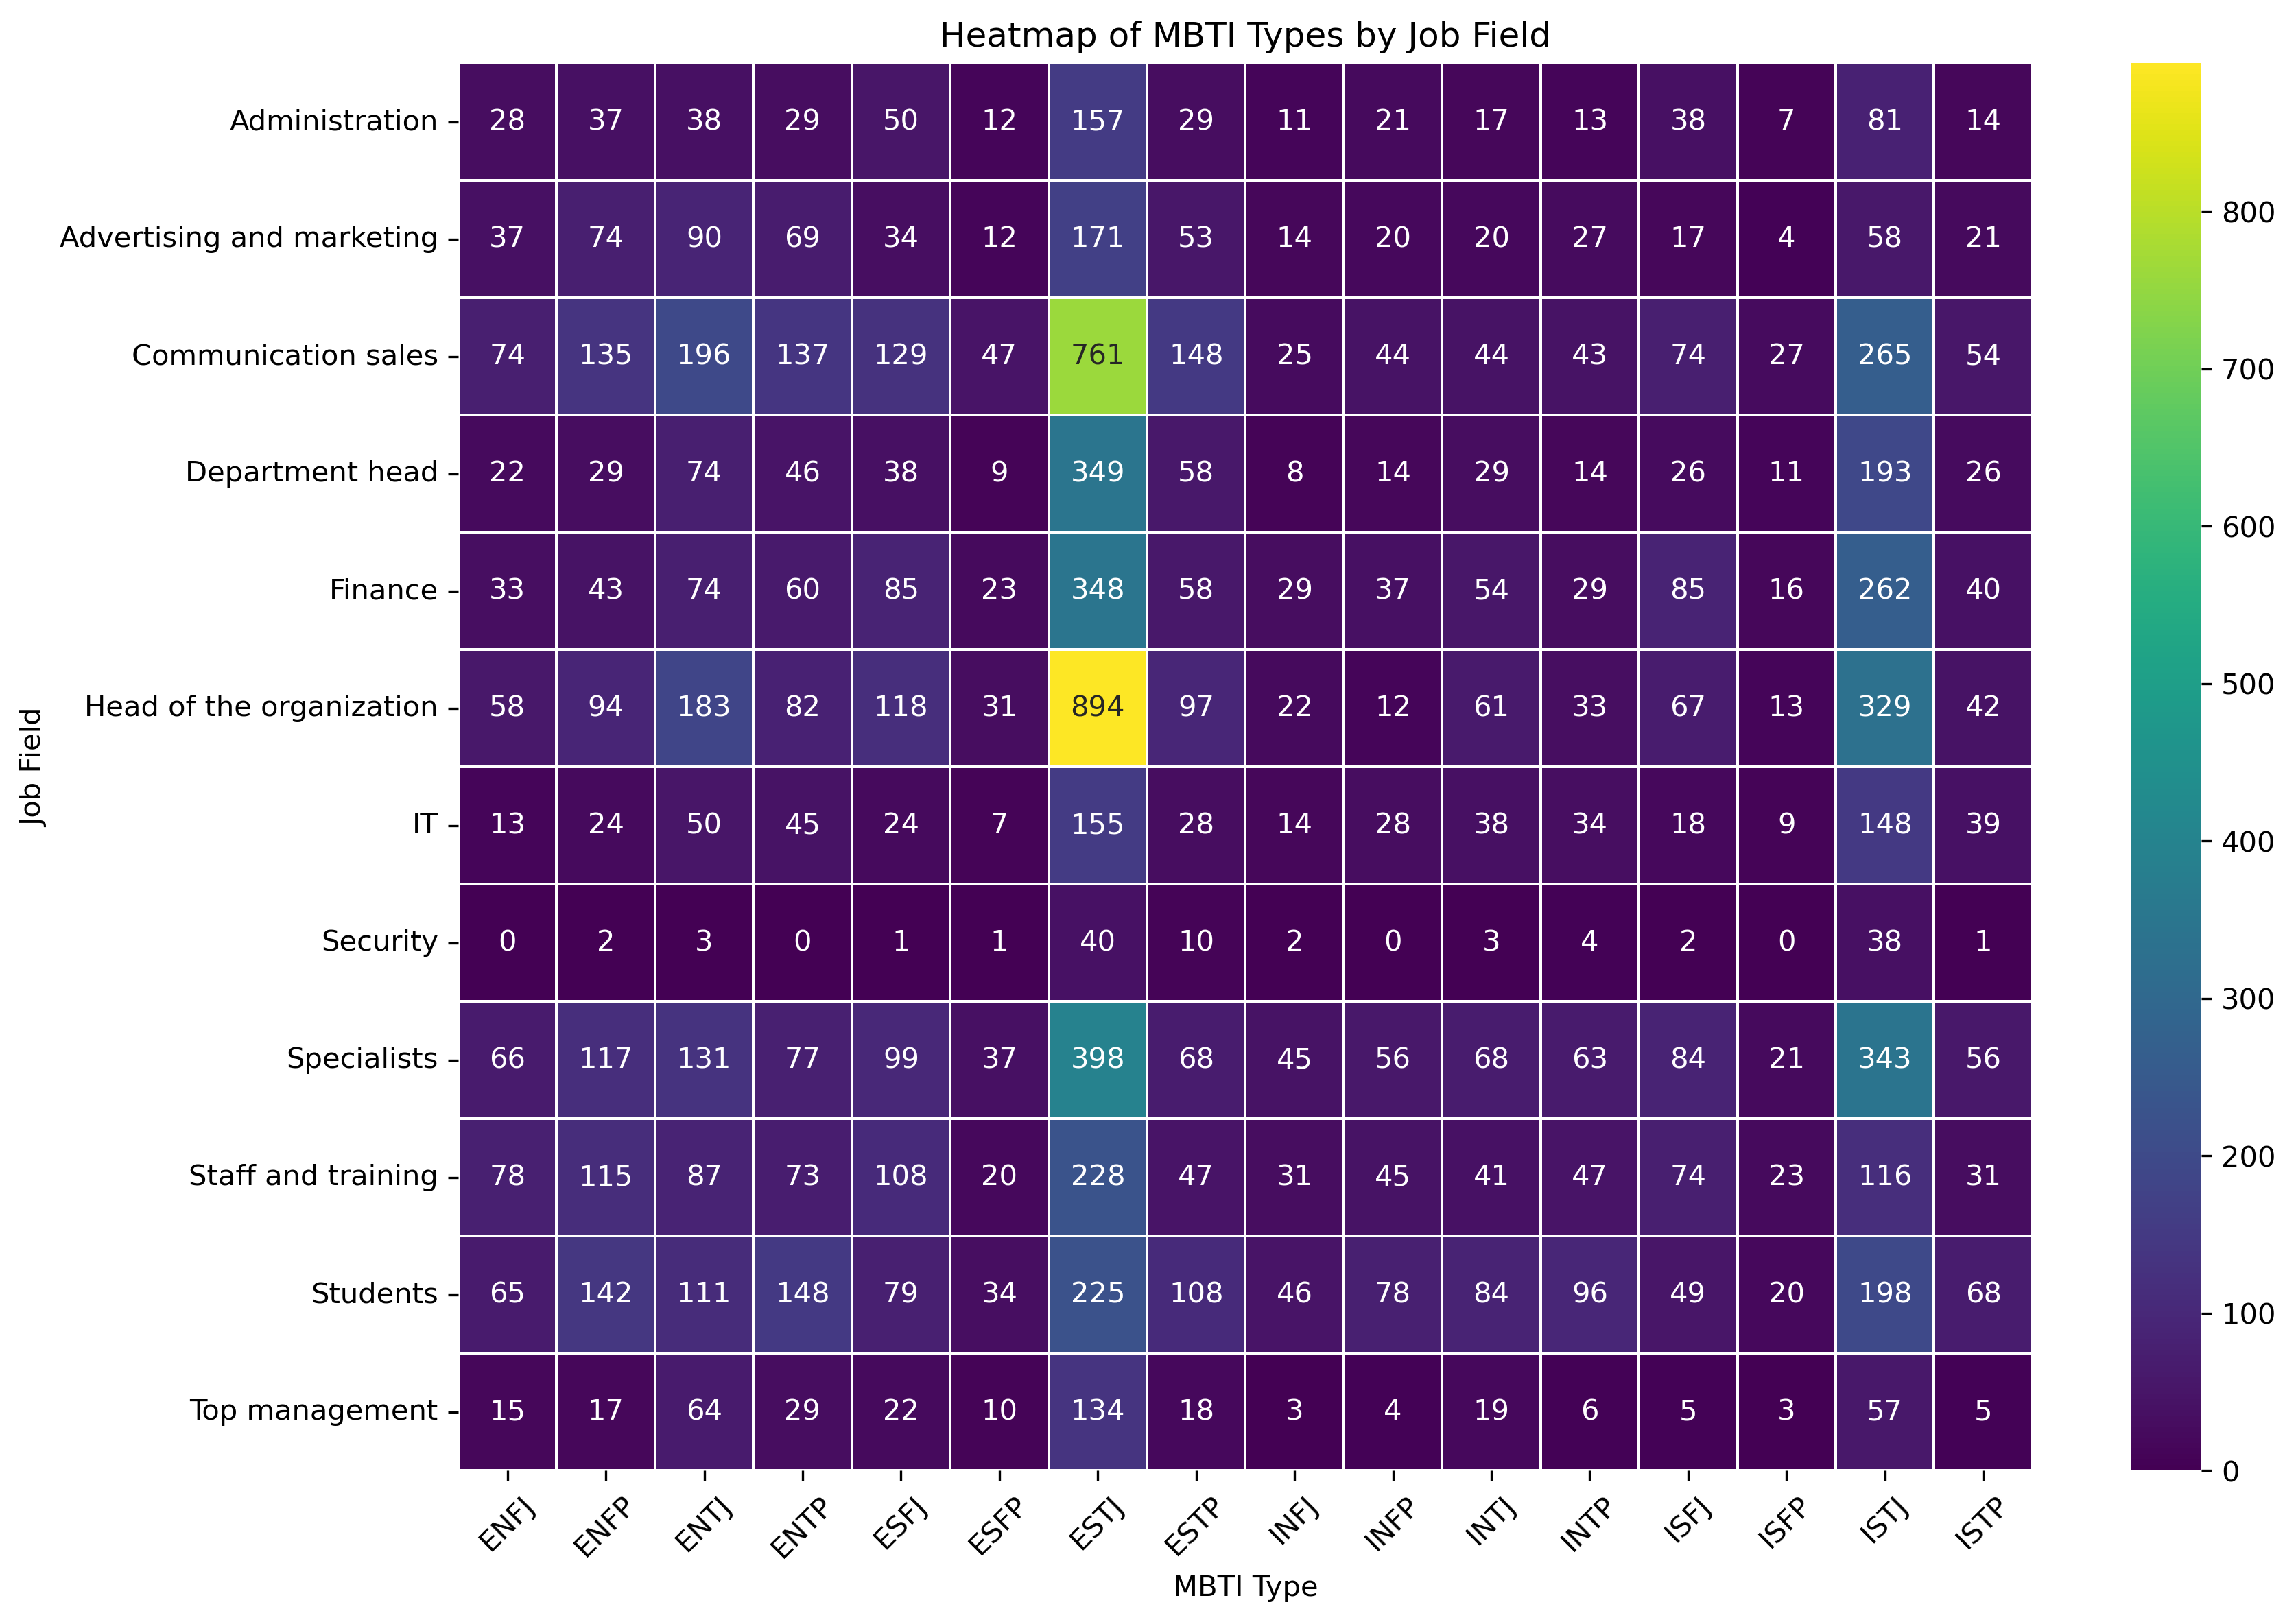 Heatmap of MBTI Types by Job Field
Administration 28 37 38 29 50 12 157 29 11 21 17 13 38 7 81 14
Advertising and marketing 37 74 90 69 34 12 171 53 14 20 20 27 17 4 58 21
Communication sales 74 135 196 137 129 47 761 148 25 44 44 43 74 27 265 54
Department head 22 29 74 46 38 9 349 58 8 14 29 14 26 11 193 26
Finance 33 43 74 60 85 23 348 58 29 37 54 29 85 16 262 40
Head of the organization 58 94 183 82 118 31 894 97 22 12 61 33 67 13 329 42
IT 13 24 50 45 24 7 155 28 14 28 38 34 18 9 148 39
Security 0 2 3 0 1 1 40 10 2 0 3 4 2 0 38 1
Specialists 66 117 131 77 99 37 398 68 45 56 68 63 84 21 343 56
Staff and training 78 115 87 73 108 20 228 47 31 45 41 47 74 23 116 31
Students 65 142 111 148 79 34 225 108 46 78 84 96 49 20 198 68
Top management 15 17 64 29 22 10 134 18 3 4 19 6 5 3 57 5
ENFJ ENFP ENTJ ENTP ESFJ ESFP ESTJ ESTP INFJ INFP INTJ INTP ISFJ ISFP ISTJ ISTP
MBTI Type
Job Field
800
700
600
500
400
300
200
100
0